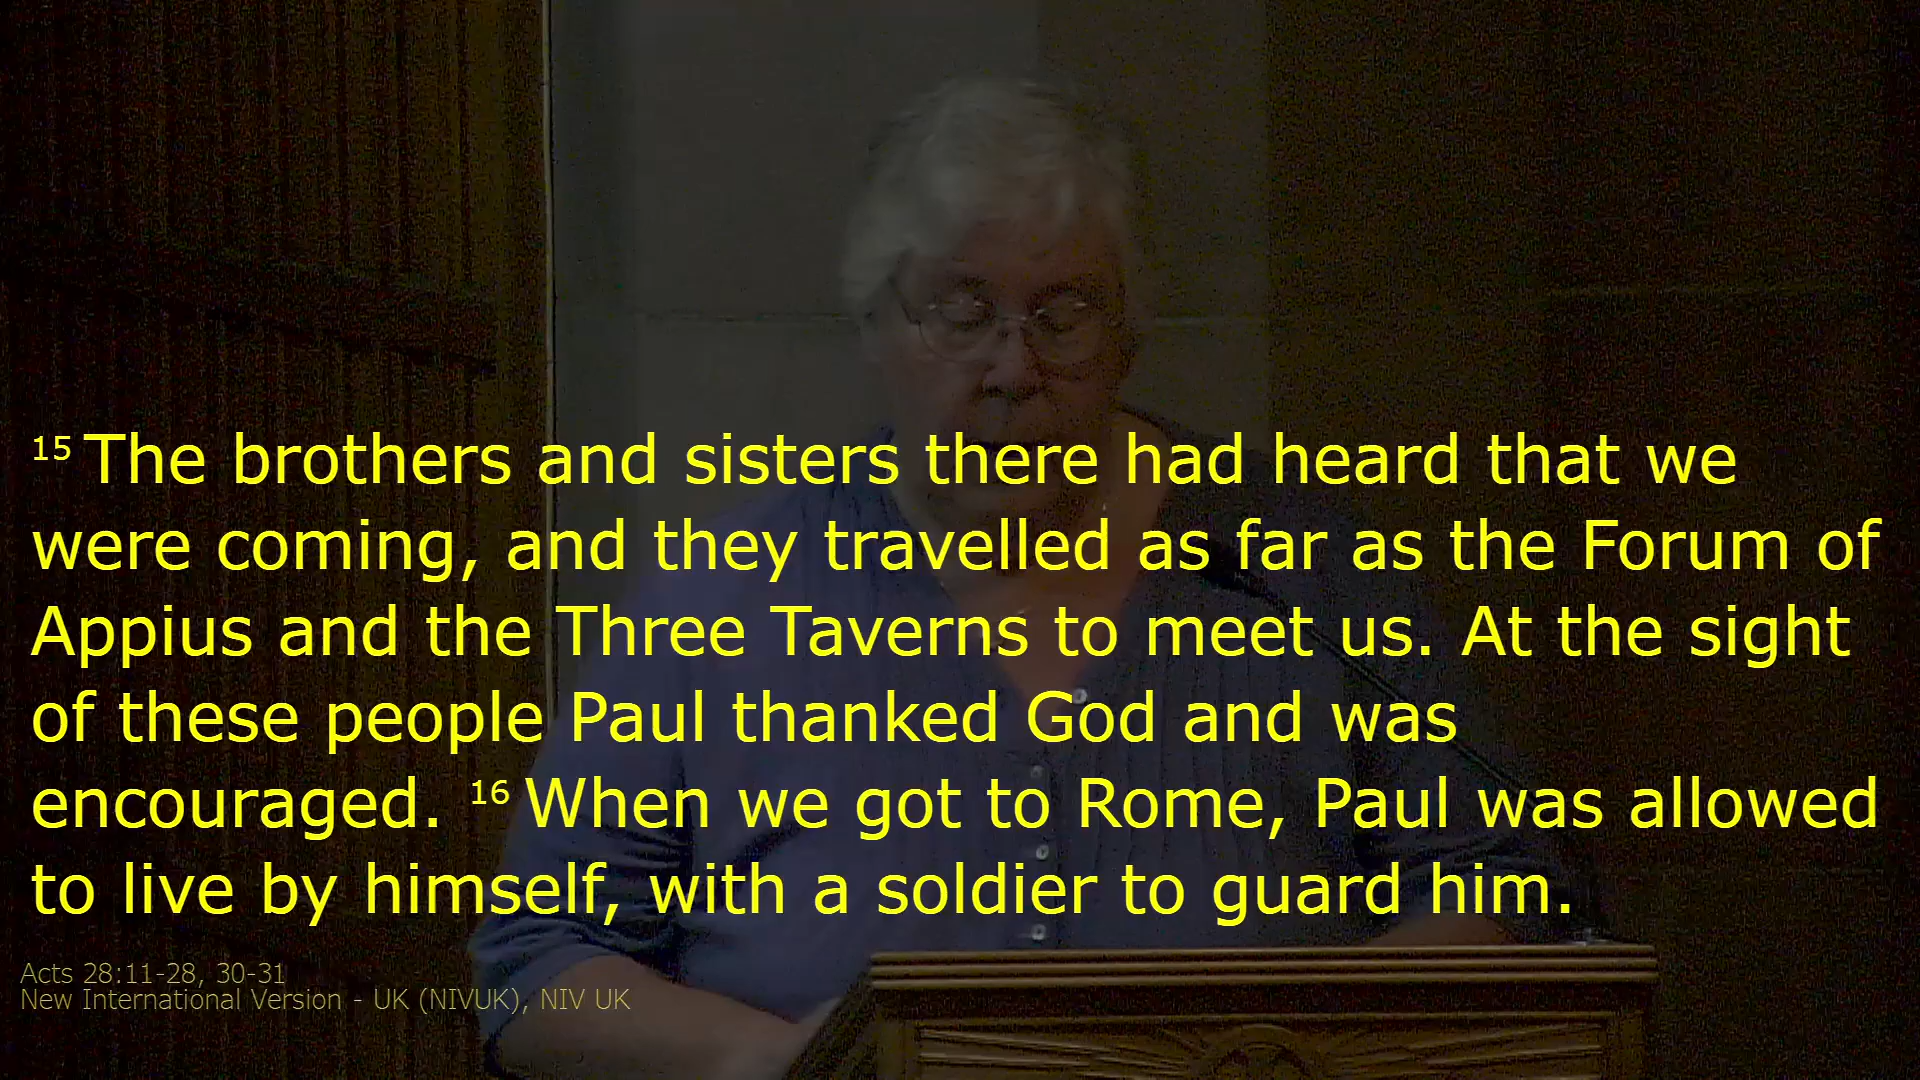 15 The brothers and sisters there had heard that we
were coming, and they travelled as far as the Forum of
Appius and the Three Taverns to meet us. At the sight
of these people Paul thanked God and was
encouraged. 16 When we got to Rome, Paul was allowed
to live by himself, with a soldier to guard him.
Acts 28:11-28, 30-31
New International Version - UK (NIVUK), NIV UK